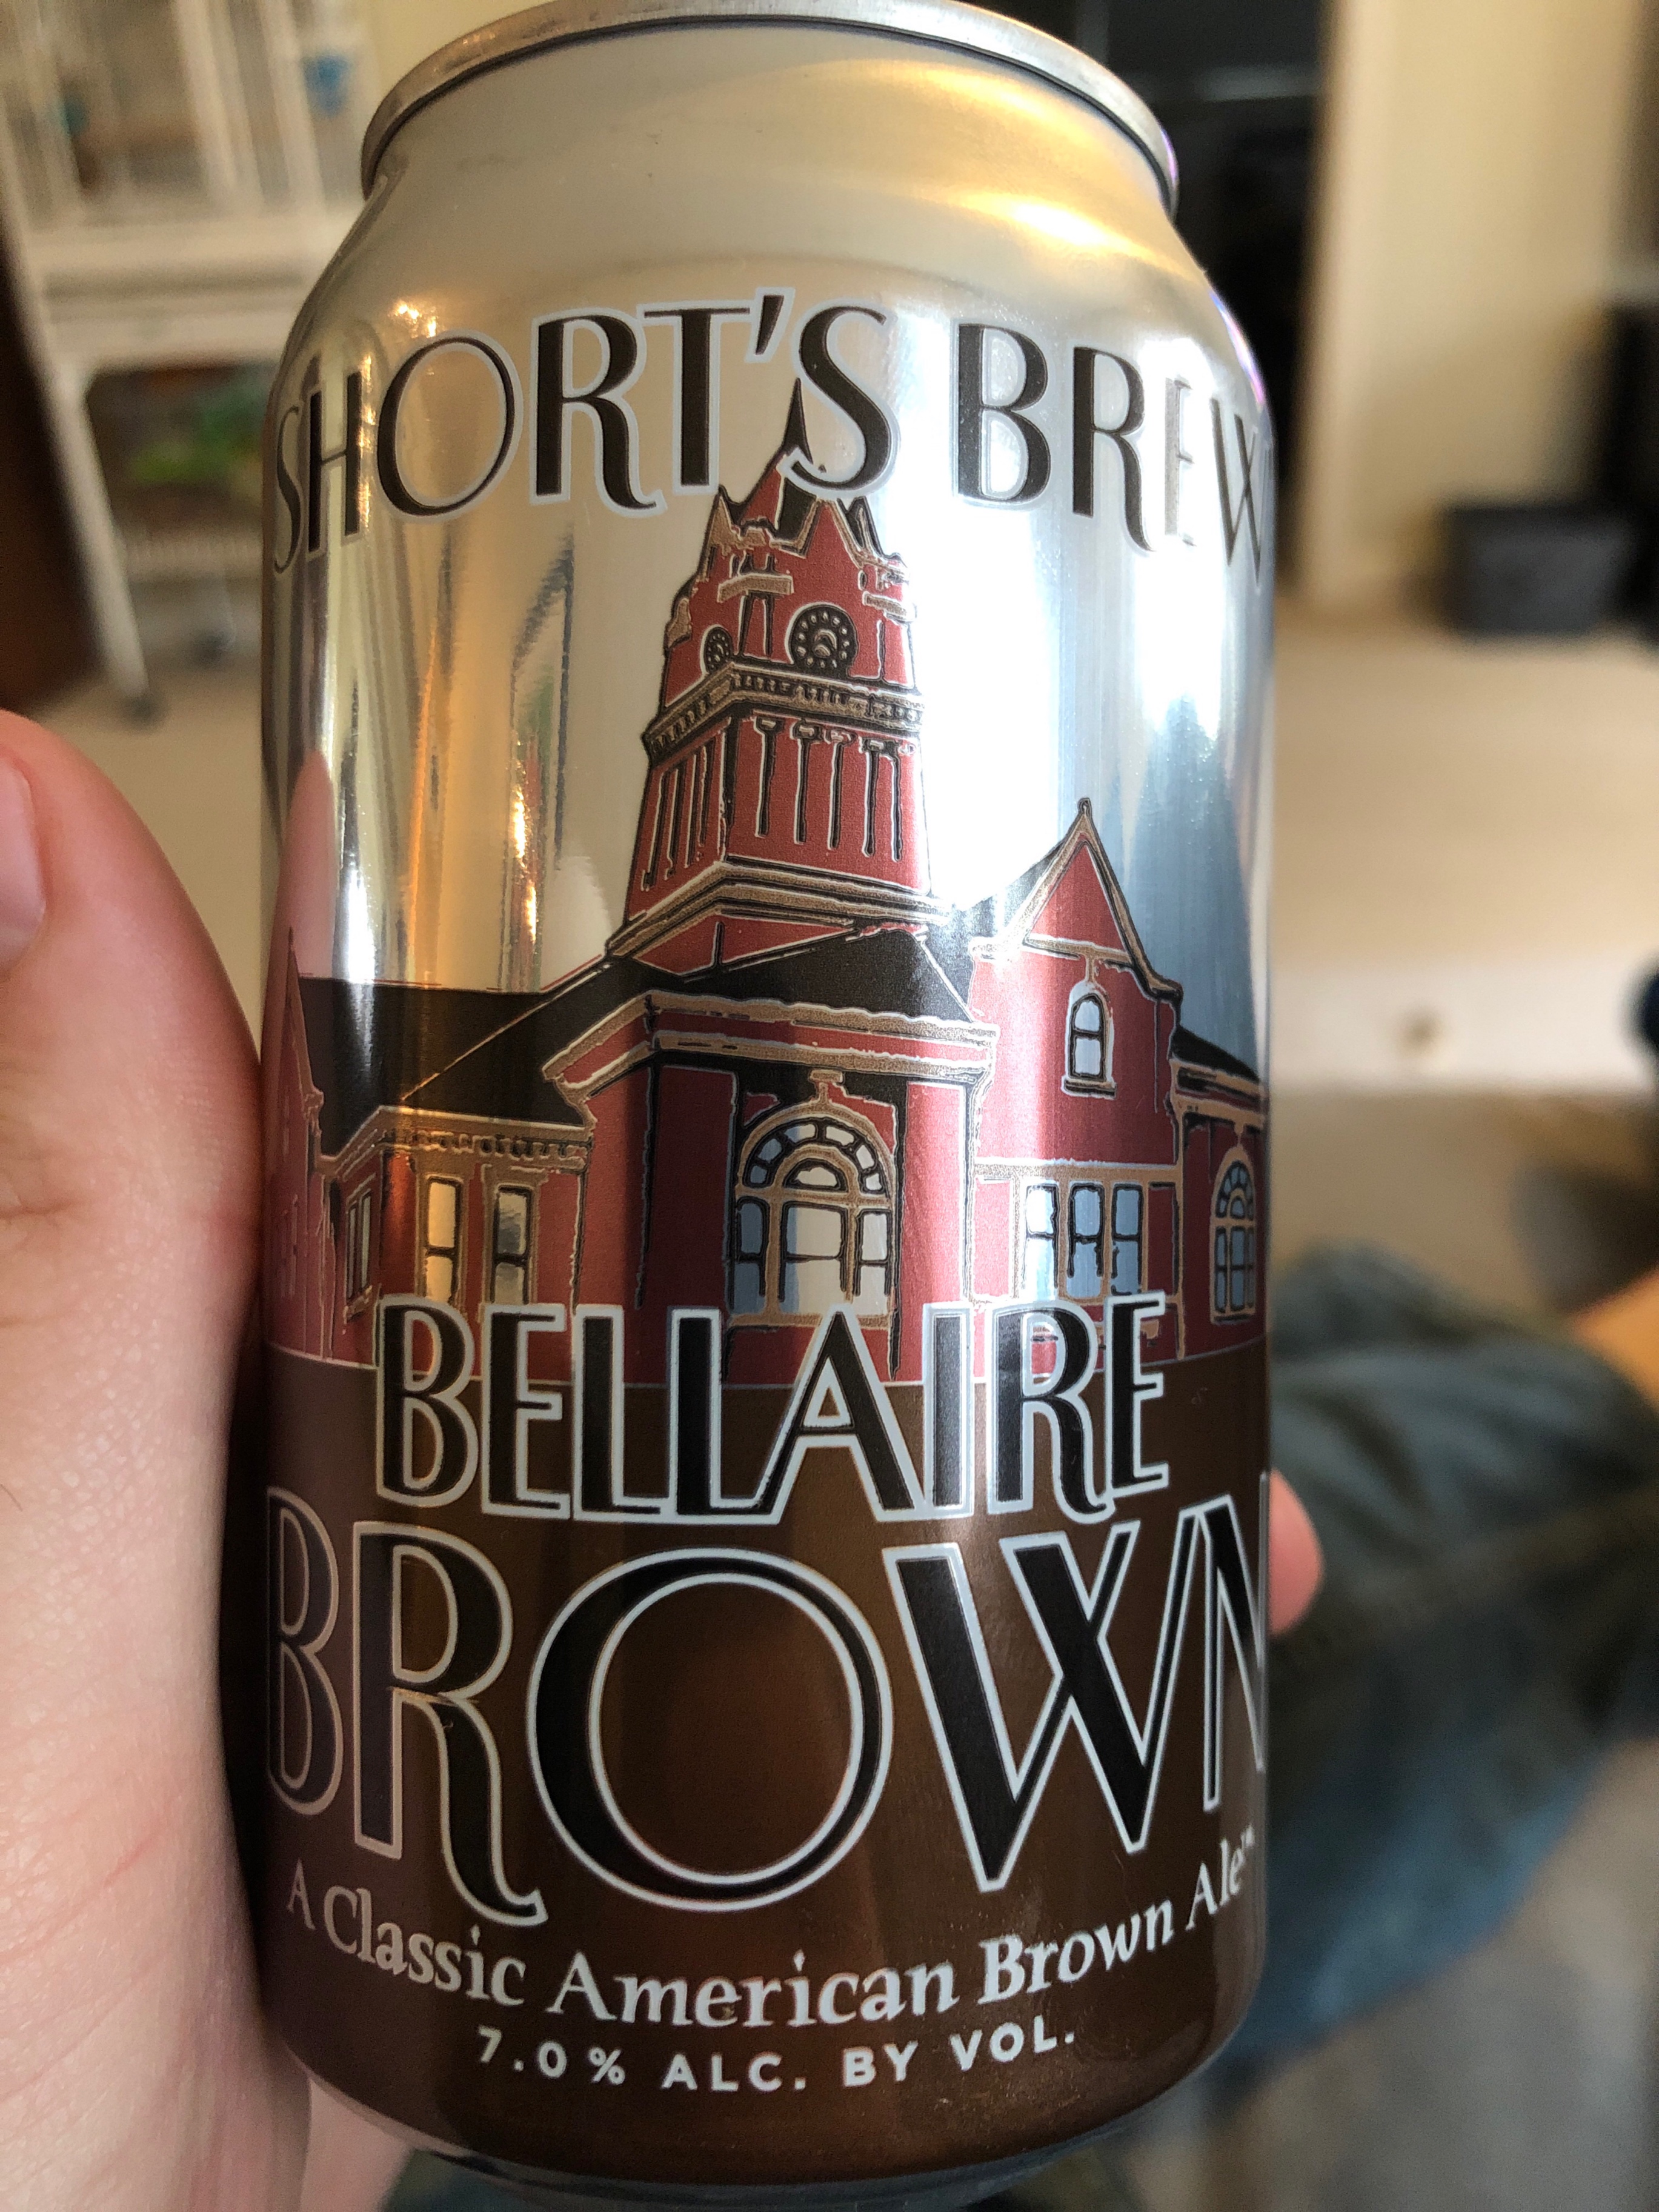 SHORT'S BREW
BELLAIRE
BROWN
A Classic American Brown Ale™
7.0% ALC. BY VOL.